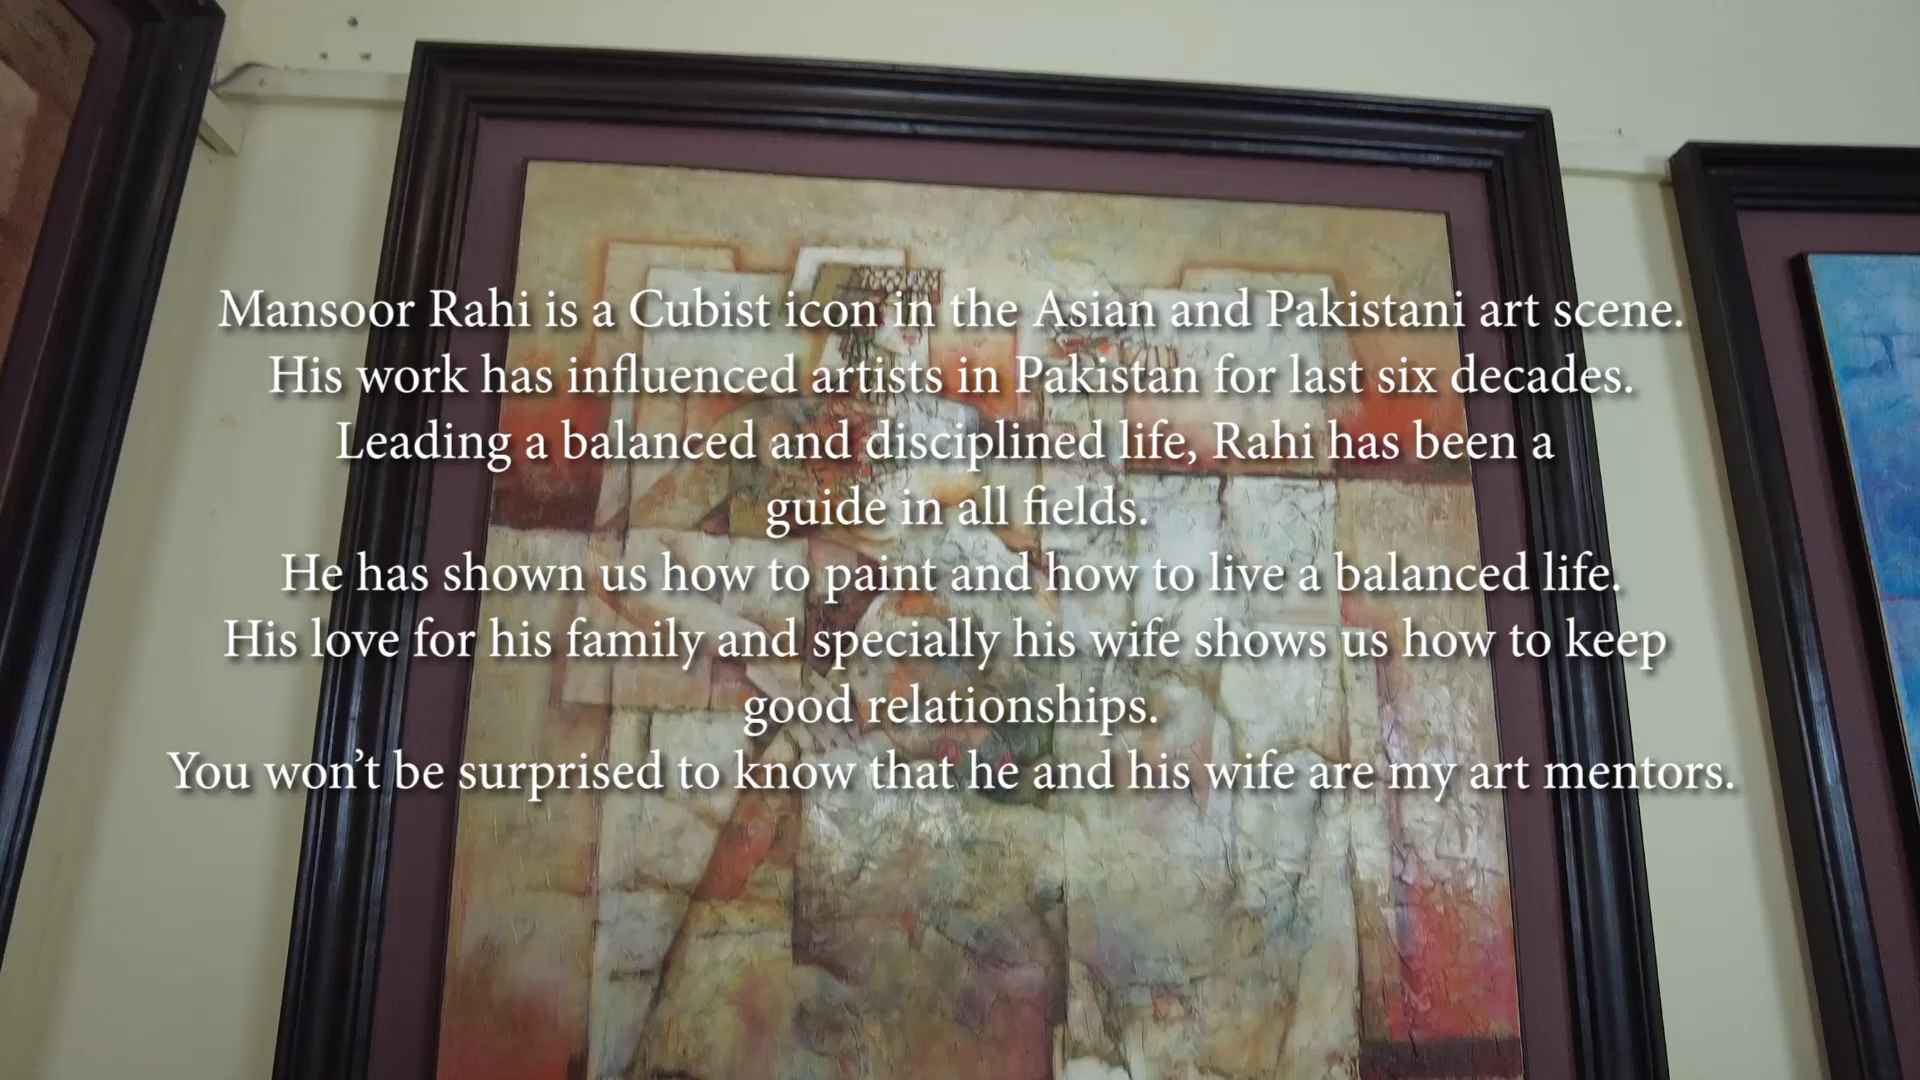 Mansoor Rahi is a Cubist icon in the Asian and Pakistani art scene.
His work has influenced artists in Pakistan for last six decades.
Leading a balanced and disciplined life, Rahi has been a
guide in all fields.
He has shown us how to paint and how to live a balanced life.
His love for his family and specially his wife shows us how to keep
good relationships.
You won’t be surprised to know that he and his wife are my art mentors.